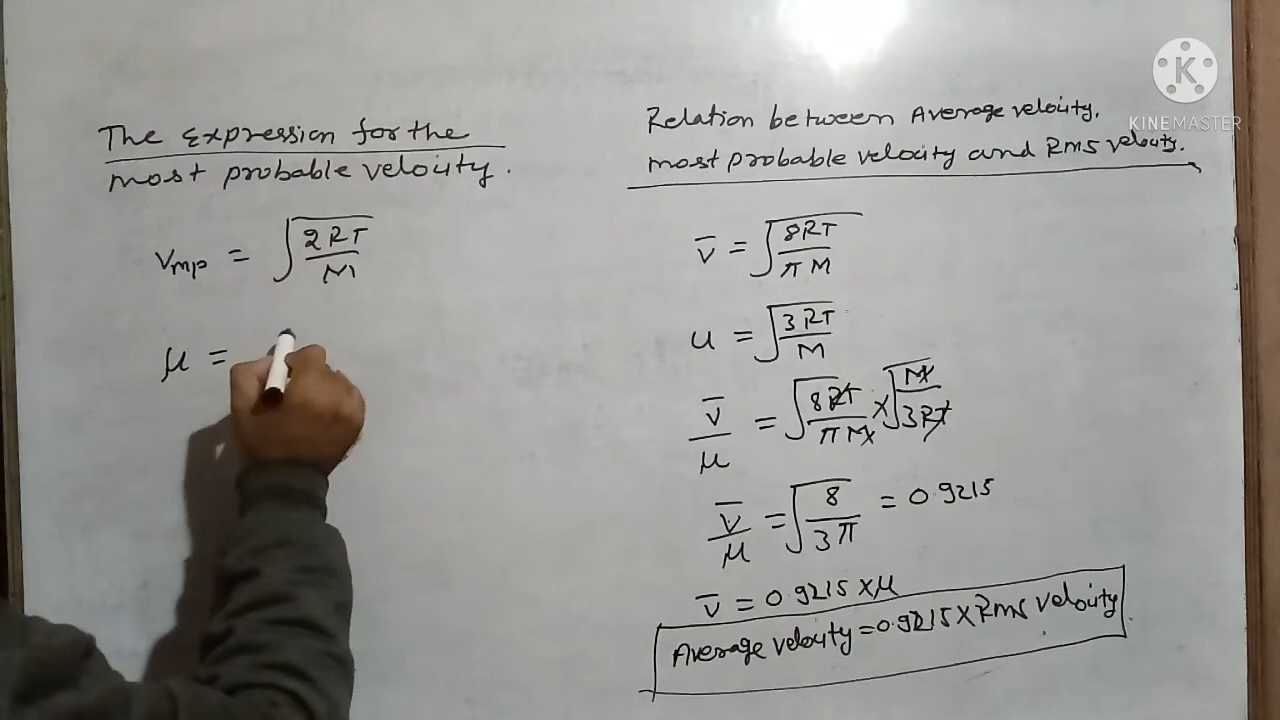 The Expression for the
most probable velocity.
Vmp = √(2RT/M)
μ =
Relation between Average velocity,
most probable velocity and RMS velocity.
v̄ = √(8RT/πM)
u = √(3RT/M)
v̄/μ = √(8RT/πM) × √(M/3RT)
v̄/μ = √(8/3π) = 0.9215
v̄ = 0.9215 × μ
Average velocity = 0.9215 × Rms velocity
K
KINEMASTER